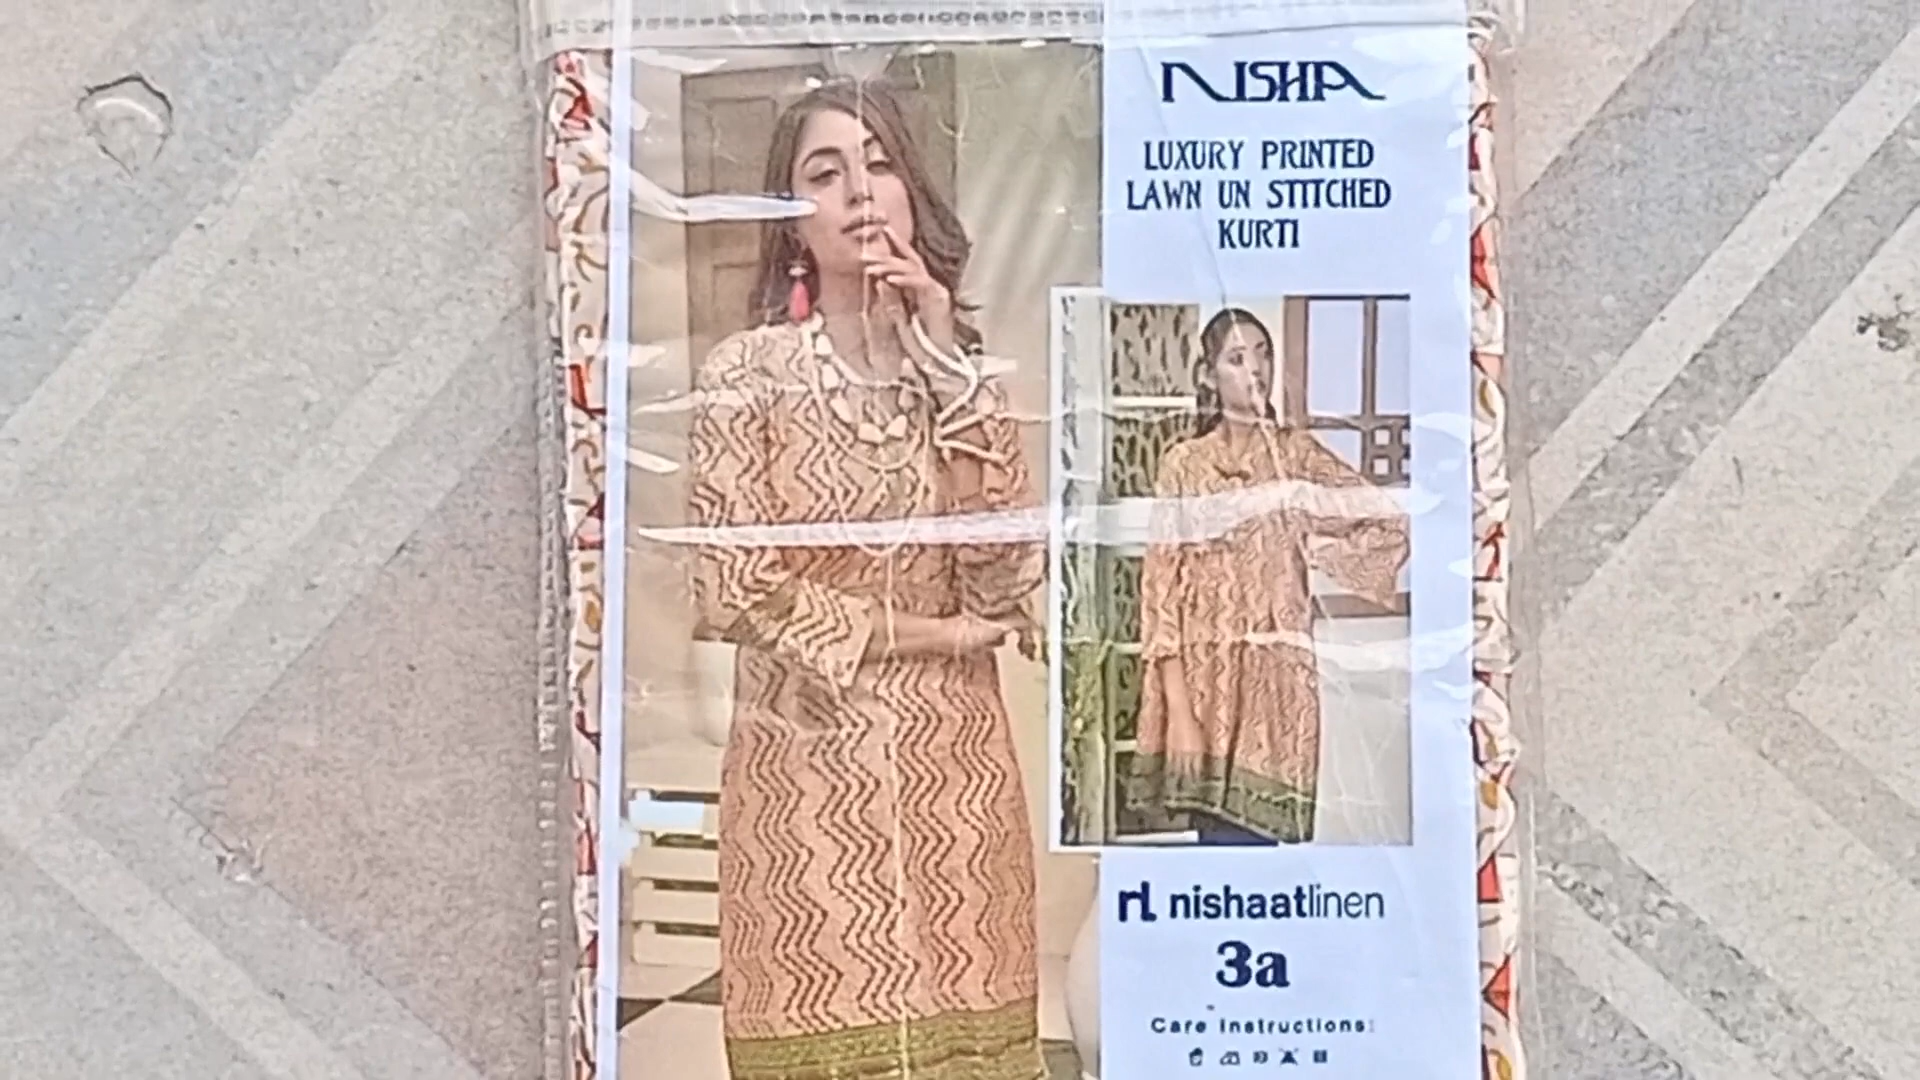 NISHA
LUXURY PRINTED
LAWN UN STITCHED
KURTI
nl nishaatlinen
3a
Care Instructions: